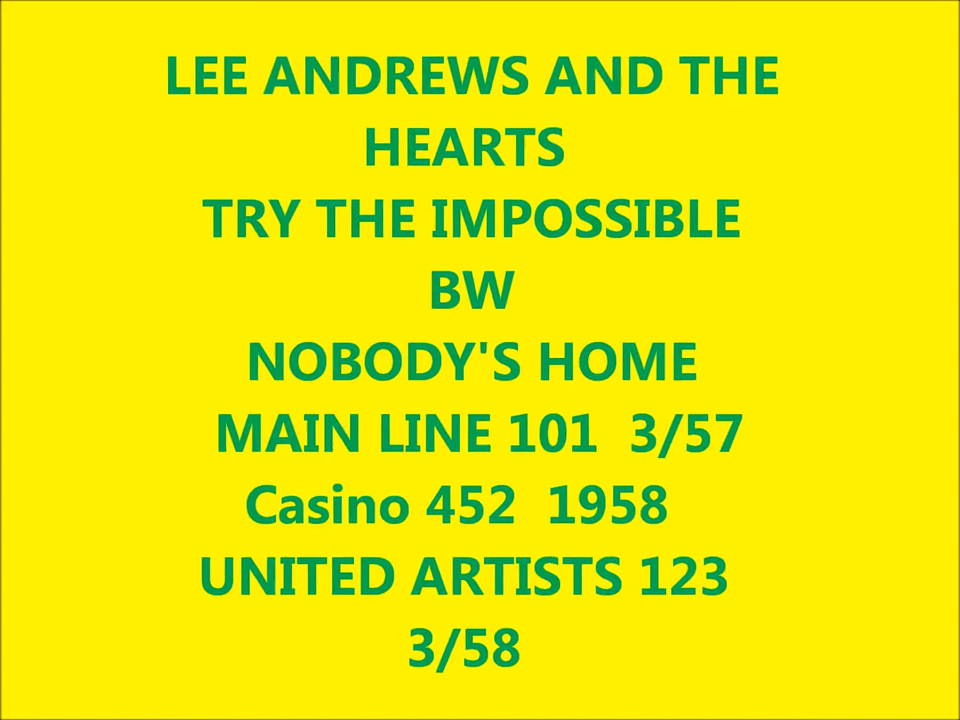 LEE ANDREWS AND THE
HEARTS
TRY THE IMPOSSIBLE
BW
NOBODY'S HOME
MAIN LINE 101  3/57
Casino 452  1958
UNITED ARTISTS 123
3/58